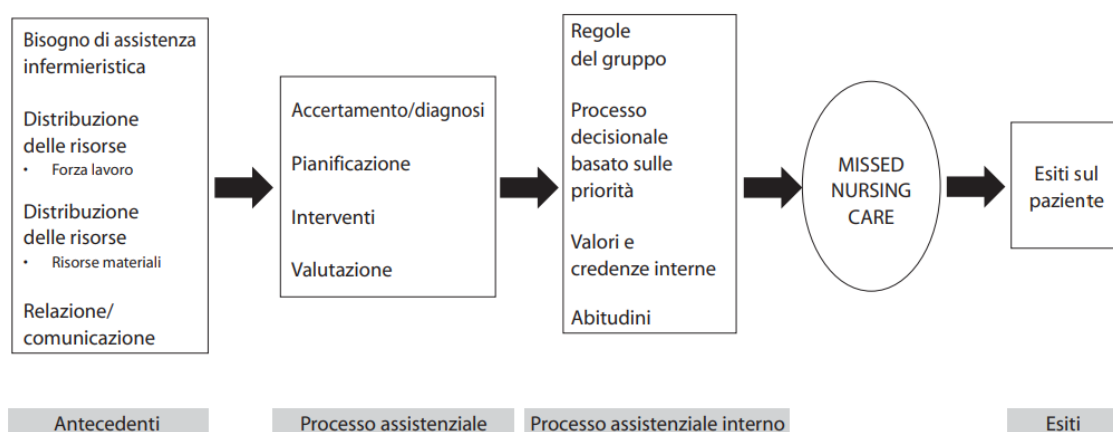 Bisogno di assistenza
infermieristica
Distribuzione
delle risorse
• Forza lavoro
Distribuzione
delle risorse
• Risorse materiali
Relazione/
comunicazione
Accertamento/diagnosi
Pianificazione
Interventi
Valutazione
Regole
del gruppo
Processo
decisionale
basato sulle
priorità
Valori e
credenze interne
Abitudini
MISSED
NURSING
CARE
Esiti sul
paziente
Antecedenti
Processo assistenziale
Processo assistenziale interno
Esiti